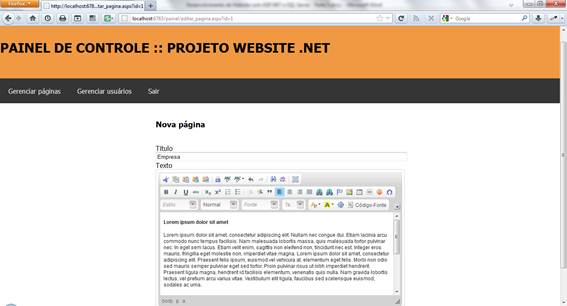 Firefox
http://localhost:678...tar_pagina.aspx?id=1
localhost:6783/painel/editar_pagina.aspx?id=1
Google
PAINEL DE CONTROLE :: PROJETO WEBSITE .NET
Gerenciar páginas Gerenciar usuários Sair
Nova página
Título
Empresa
Texto
B I U abc x₂ x²
Estilo Normal Fonte Ta Código-Fonte
Lorem ipsum dolor sit amet
Lorem ipsum dolor sit amet, consectetur adipiscing elit. Nullam nec congue dui. Etiam lacinia arcu
commodo nunc tempus facilisis. Nam malesuada lobortis massa, quis malesuada tortor pulvinar
nec. In eget sem lacus. Etiam velit enim, sagittis non eleifend non, tincidunt nec est. Integer eros
mauris, fringilla eget molestie non, imperdiet vitae magna. Lorem ipsum dolor sit amet, consectetur
adipiscing elit. Praesent felis ipsum, euismod vel vehicula at, elementum eget felis. Morbi non odio
sed mauris semper pulvinar eget sed tortor. Proin pulvinar risus ut nibh imperdiet hendrerit.
Praesent ligula magna, hendrerit id facilisis elementum, venenatis quis nulla. Nam gravida lobortis
lectus, vel pretium arcu varius vitae. Vestibulum elit ligula, faucibus sed scelerisque euismod,
sodales ac urna.
body p